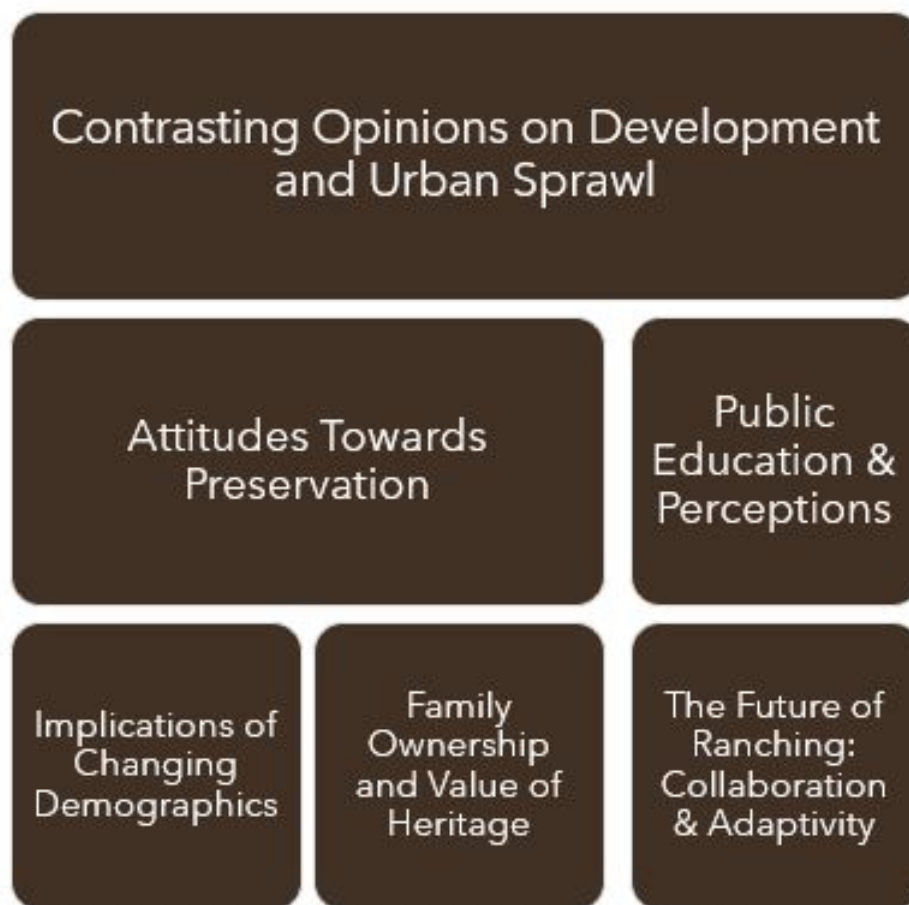 Contrasting Opinions on Development
and Urban Sprawl
Attitudes Towards
Preservation
Public
Education &
Perceptions
Implications of
Changing
Demographics
Family
Ownership
and Value of
Heritage
The Future of
Ranching:
Collaboration
& Adaptivity